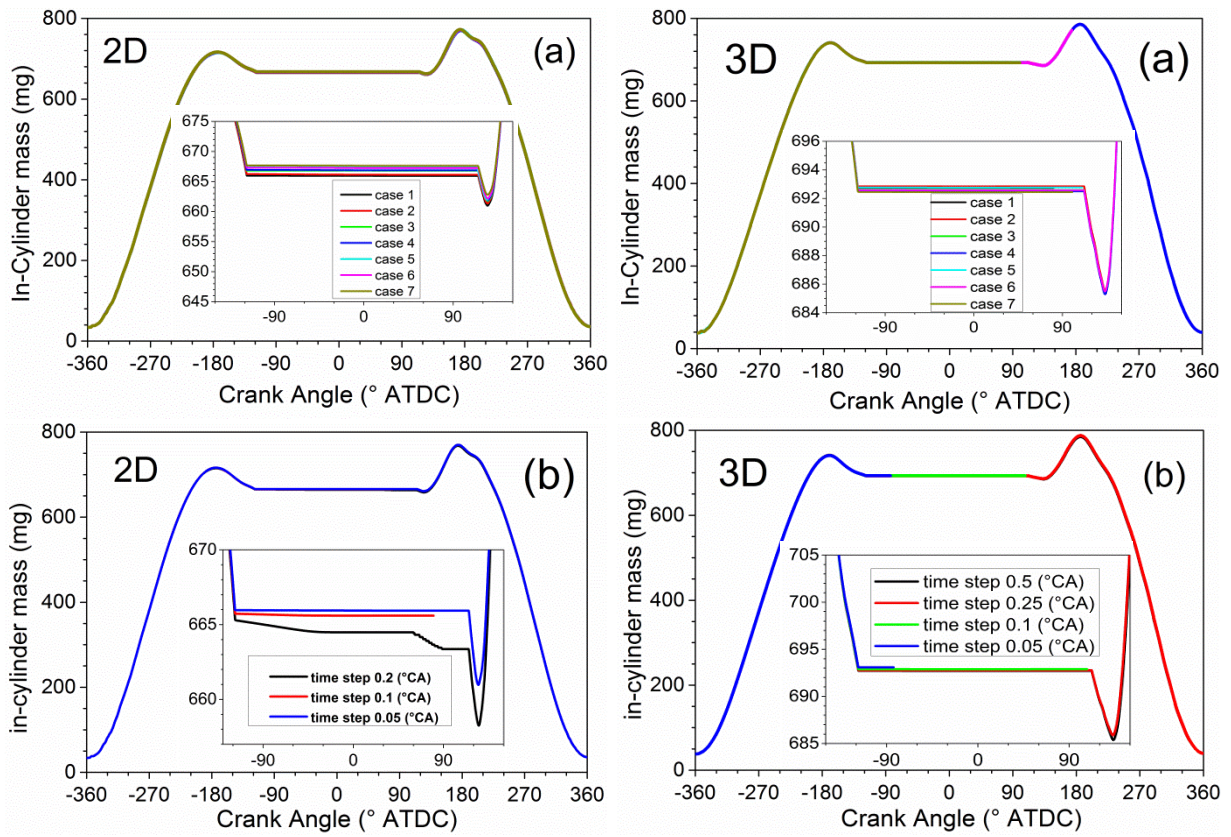 2D
(a)
In-Cylinder mass (mg)
800
600
400
200
0
675
670
665
660
655
650
645
case 1
case 2
case 3
case 4
case 5
case 6
case 7
-90 0 90
-360 -270 -180 -90 0 90 180 270 360
Crank Angle (° ATDC)
3D
(a)
In-Cylinder mass (mg)
800
600
400
200
0
696
694
692
690
688
686
684
case 1
case 2
case 3
case 4
case 5
case 6
case 7
-90 0 90
-360 -270 -180 -90 0 90 180 270 360
Crank Angle (° ATDC)
2D
(b)
in-cylinder mass (mg)
800
600
400
200
0
670
665
660
time step 0.2 (°CA)
time step 0.1 (°CA)
time step 0.05 (°CA)
-90 0 90
-360 -270 -180 -90 0 90 180 270 360
Crank Angle (° ATDC)
3D
(b)
in-cylinder mass (mg)
800
600
400
200
0
705
700
695
690
685
time step 0.5 (°CA)
time step 0.25 (°CA)
time step 0.1 (°CA)
time step 0.05 (°CA)
-90 0 90
-360 -270 -180 -90 0 90 180 270 360
Crank Angle (° ATDC)